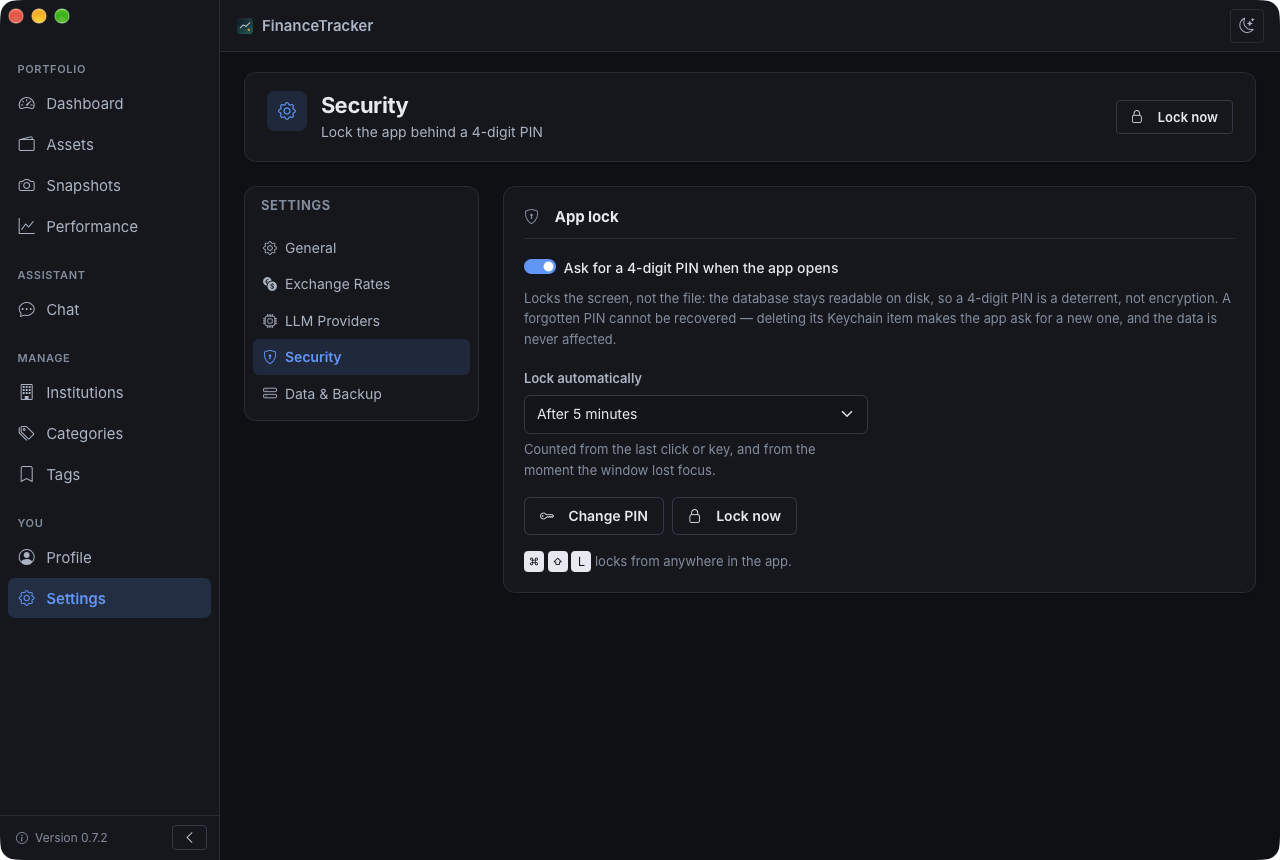 FinanceTracker
PORTFOLIO
Dashboard
Assets
Snapshots
Performance
ASSISTANT
Chat
MANAGE
Institutions
Categories
Tags
YOU
Profile
Settings
Version 0.7.2
Security
Lock the app behind a 4-digit PIN
Lock now
SETTINGS
General
Exchange Rates
LLM Providers
Security
Data & Backup
App lock
Ask for a 4-digit PIN when the app opens
Locks the screen, not the file: the database stays readable on disk, so a 4-digit PIN is a deterrent, not encryption. A
forgotten PIN cannot be recovered — deleting its Keychain item makes the app ask for a new one, and the data is
never affected.
Lock automatically
After 5 minutes
Counted from the last click or key, and from the
moment the window lost focus.
Change PIN
Lock now
⌘ ⇧ L locks from anywhere in the app.